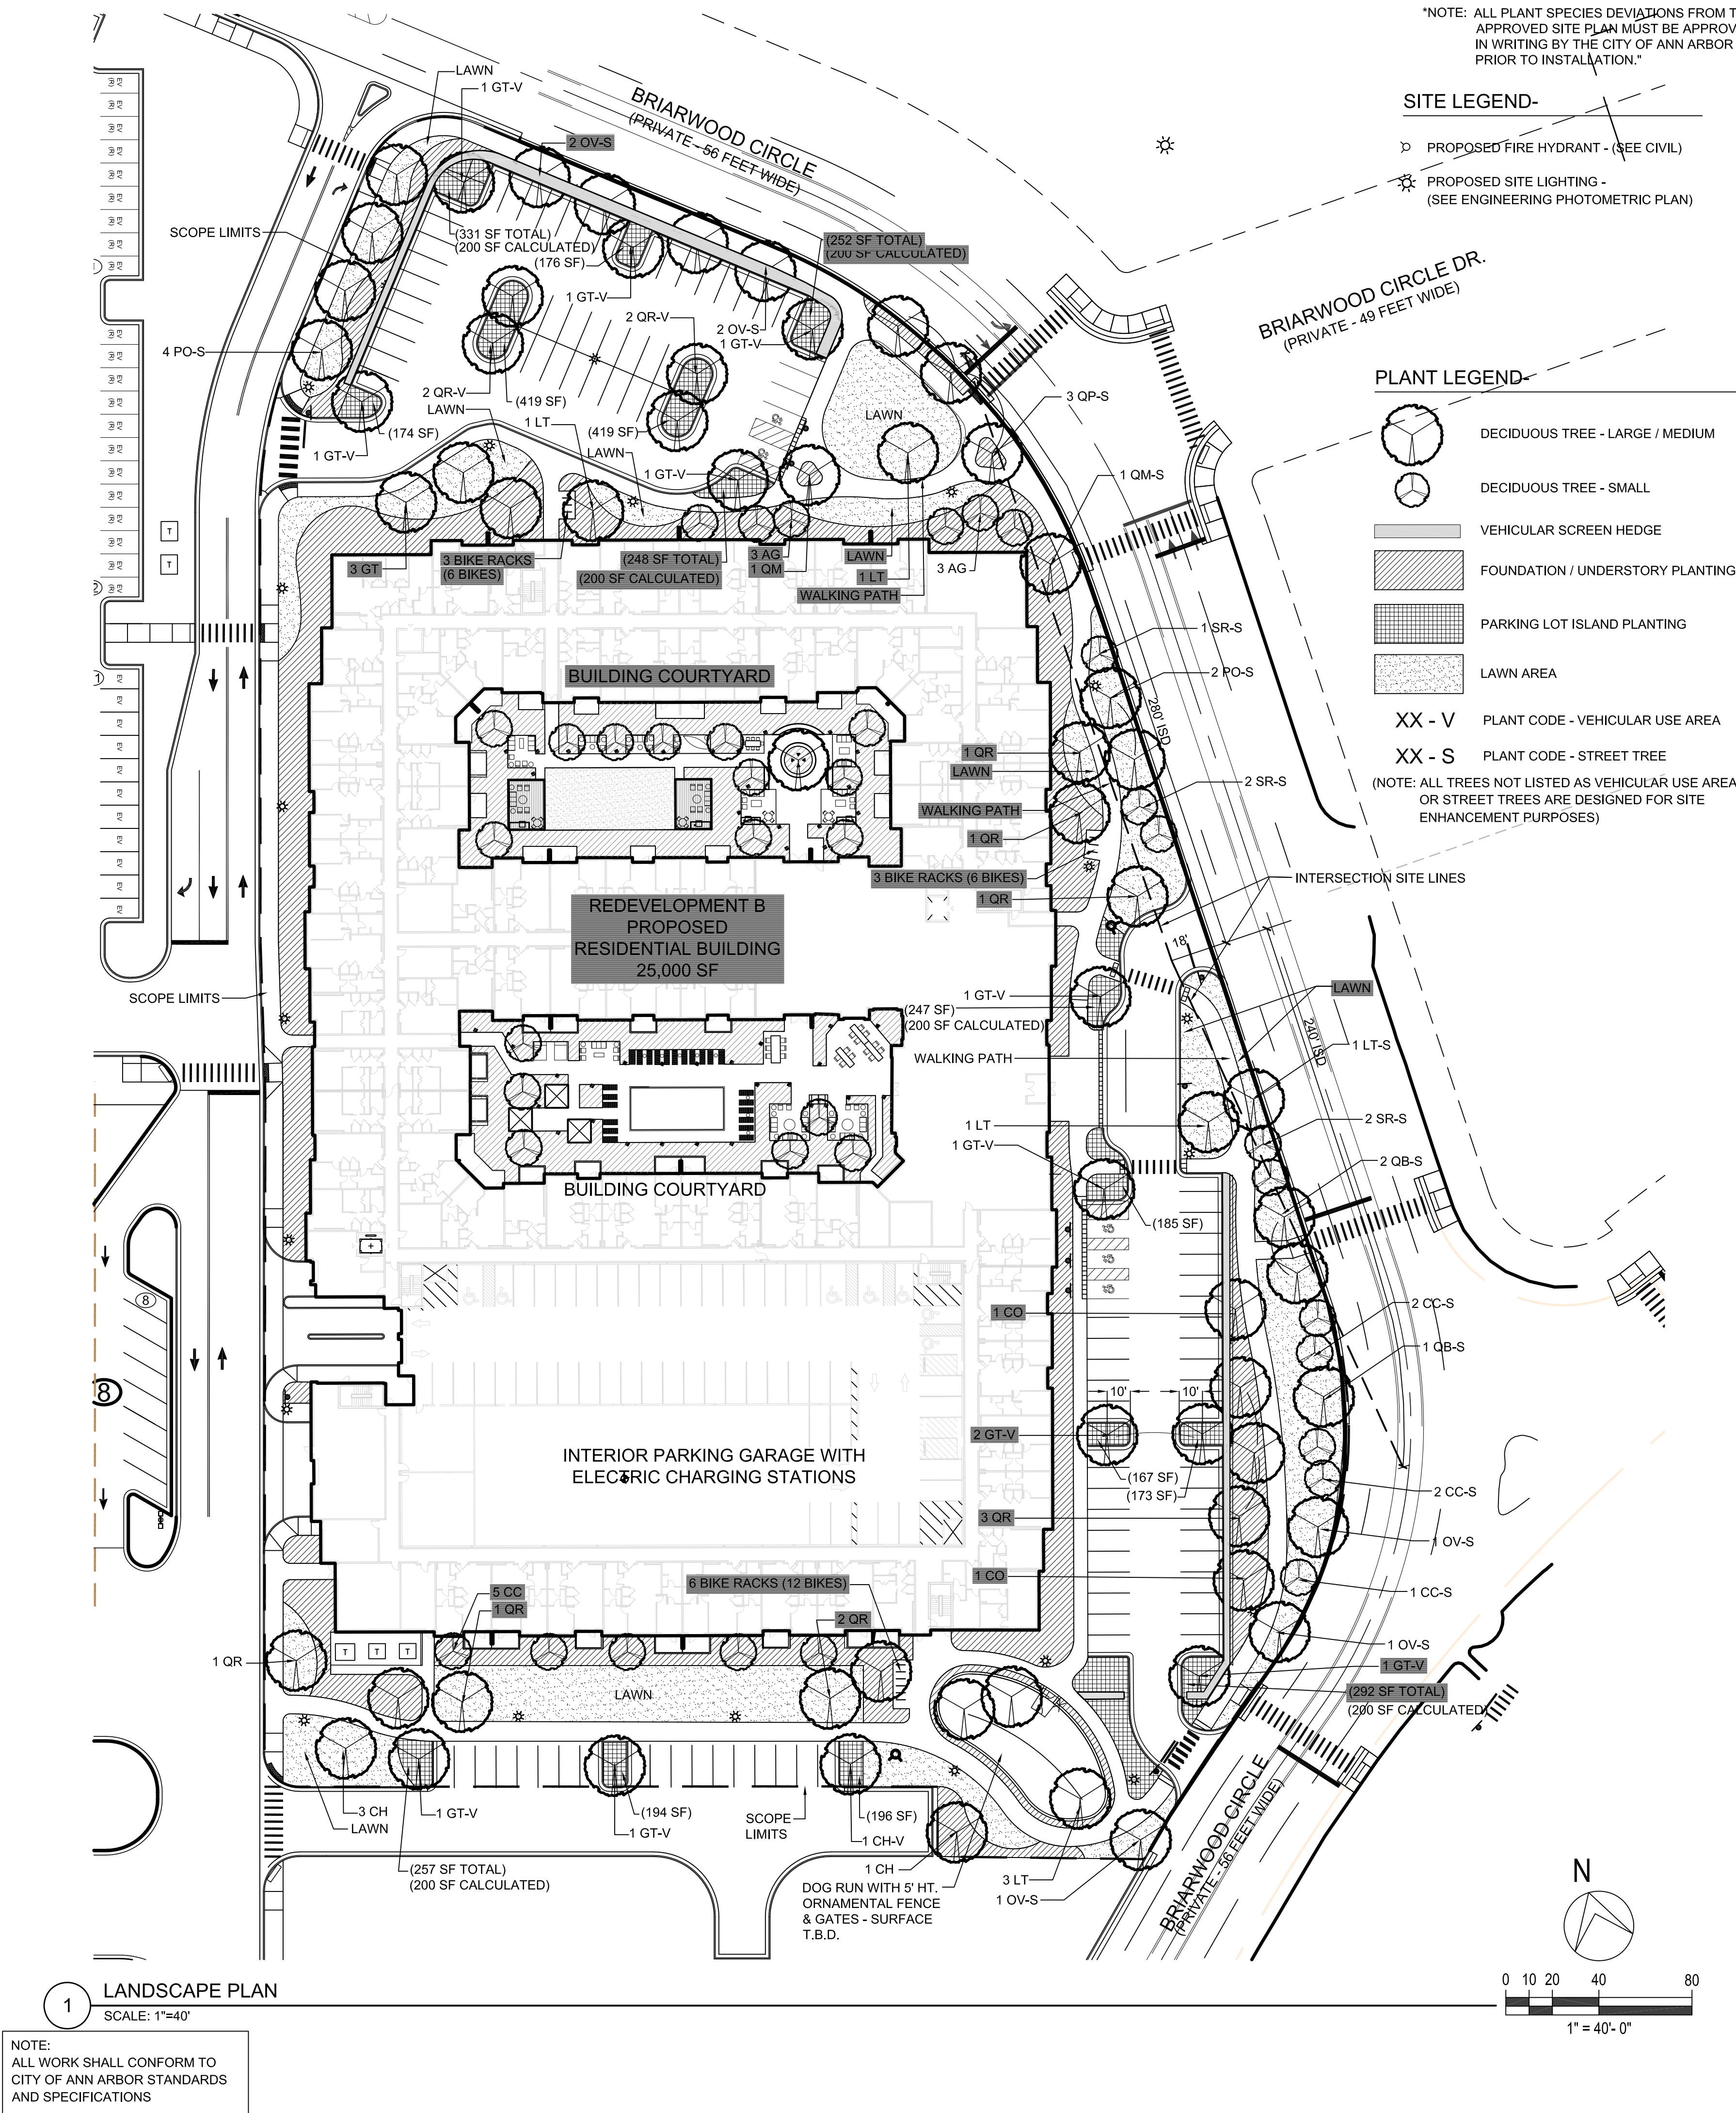 *NOTE: ALL PLANT SPECIES DEVIATIONS FROM T
APPROVED SITE PLAN MUST BE APPROV
IN WRITING BY THE CITY OF ANN ARBOR
PRIOR TO INSTALLATION."
SITE LEGEND-
PROPOSED FIRE HYDRANT - (SEE CIVIL)
PROPOSED SITE LIGHTING -
(SEE ENGINEERING PHOTOMETRIC PLAN)
BRIARWOOD CIRCLE
(PRIVATE - 56 FEET WIDE)
BRIARWOOD CIRCLE DR.
(PRIVATE - 49 FEET WIDE)
PLANT LEGEND-
DECIDUOUS TREE - LARGE / MEDIUM
DECIDUOUS TREE - SMALL
VEHICULAR SCREEN HEDGE
FOUNDATION / UNDERSTORY PLANTING
PARKING LOT ISLAND PLANTING
LAWN AREA
XX - V PLANT CODE - VEHICULAR USE AREA
XX - S PLANT CODE - STREET TREE
(NOTE: ALL TREES NOT LISTED AS VEHICULAR USE AREA
OR STREET TREES ARE DESIGNED FOR SITE
ENHANCEMENT PURPOSES)
LAWN
1 GT-V
2 OV-S
SCOPE LIMITS
(331 SF TOTAL)
(200 SF CALCULATED)
(176 SF)
(252 SF TOTAL)
(200 SF CALCULATED)
1 GT-V
2 QR-V
2 OV-S
1 GT-V
4 PO-S
2 QR-V
(419 SF)
LAWN
1 LT
(419 SF)
LAWN
(174 SF)
1 GT-V
1 GT-V
LAWN
3 QP-S
1 QM-S
3 GT
3 BIKE RACKS
(6 BIKES)
(248 SF TOTAL)
(200 SF CALCULATED)
3 AG
1 QM
LAWN
1 LT
WALKING PATH
3 AG
1 SR-S
2 PO-S
280' ISD
BUILDING COURTYARD
1 QR
LAWN
2 SR-S
WALKING PATH
1 QR
3 BIKE RACKS (6 BIKES)
INTERSECTION SITE LINES
1 QR
REDEVELOPMENT B
PROPOSED
RESIDENTIAL BUILDING
25,000 SF
18'
SCOPE LIMITS
LAWN
1 GT-V
(247 SF)
(200 SF CALCULATED)
240' ISD
1 LT-S
WALKING PATH
1 LT
2 SR-S
1 GT-V
2 QB-S
BUILDING COURTYARD
(185 SF)
8
1 CO
2 CC-S
1 QB-S
8
10'
10'
2 GT-V
INTERIOR PARKING GARAGE WITH
ELECTRIC CHARGING STATIONS
(167 SF)
(173 SF)
2 CC-S
3 QR
1 OV-S
1 CO
1 CC-S
5 CC
1 QR
6 BIKE RACKS (12 BIKES)
2 QR
1 OV-S
1 QR
T
T
T
T
T
1 GT-V
(292 SF TOTAL)
(200 SF CALCULATED)
LAWN
3 CH
LAWN
1 GT-V
(194 SF)
1 GT-V
SCOPE
LIMITS
(196 SF)
1 CH-V
(257 SF TOTAL)
(200 SF CALCULATED)
1 CH
DOG RUN WITH 5' HT.
ORNAMENTAL FENCE
& GATES - SURFACE
T.B.D.
3 LT
1 OV-S
BRIARWOOD CIRCLE
(PRIVATE - 56 FEET WIDE)
N
0 10 20 40 80
1" = 40'- 0"
1
LANDSCAPE PLAN
SCALE: 1"=40'
NOTE:
ALL WORK SHALL CONFORM TO
CITY OF ANN ARBOR STANDARDS
AND SPECIFICATIONS